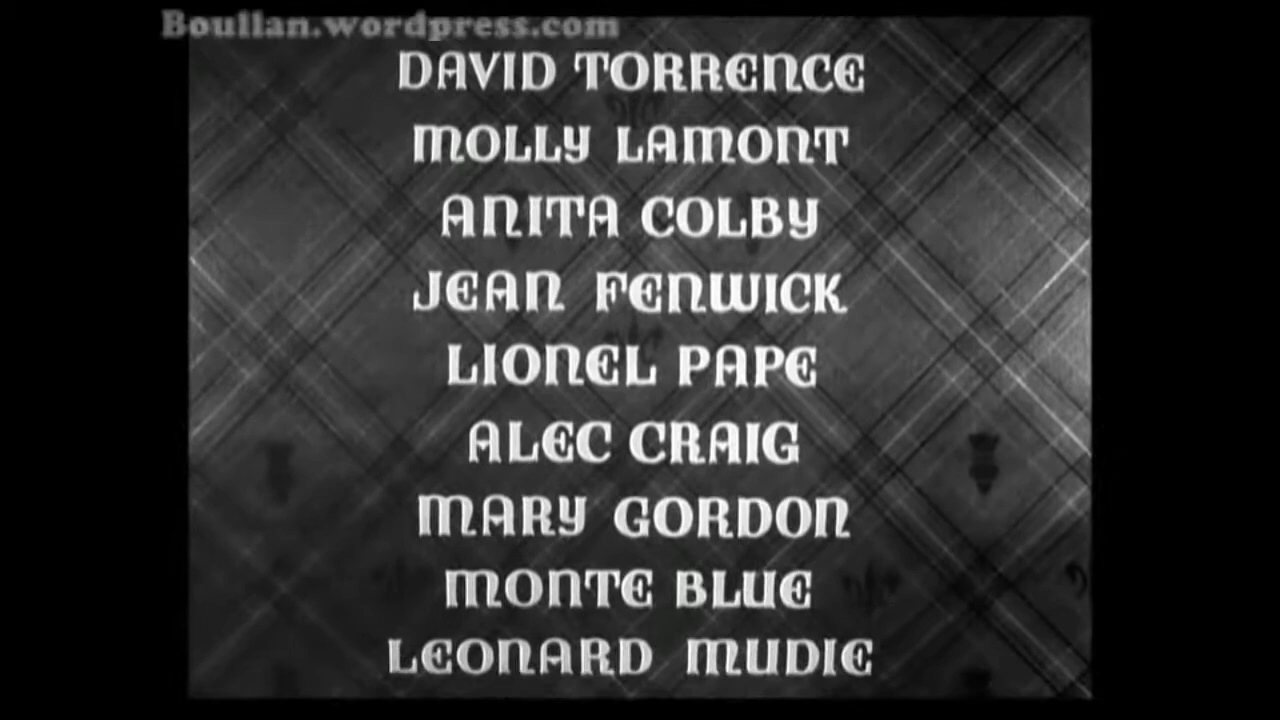 Boullan.wordpress.com
DAVID TORRENCE
MOLLY LAMONT
ANITA COLBY
JEAN FENWICK
LIONEL PAPE
ALEC CRAIG
MARY GORDON
MONTE BLUE
LEONARD MUDIE